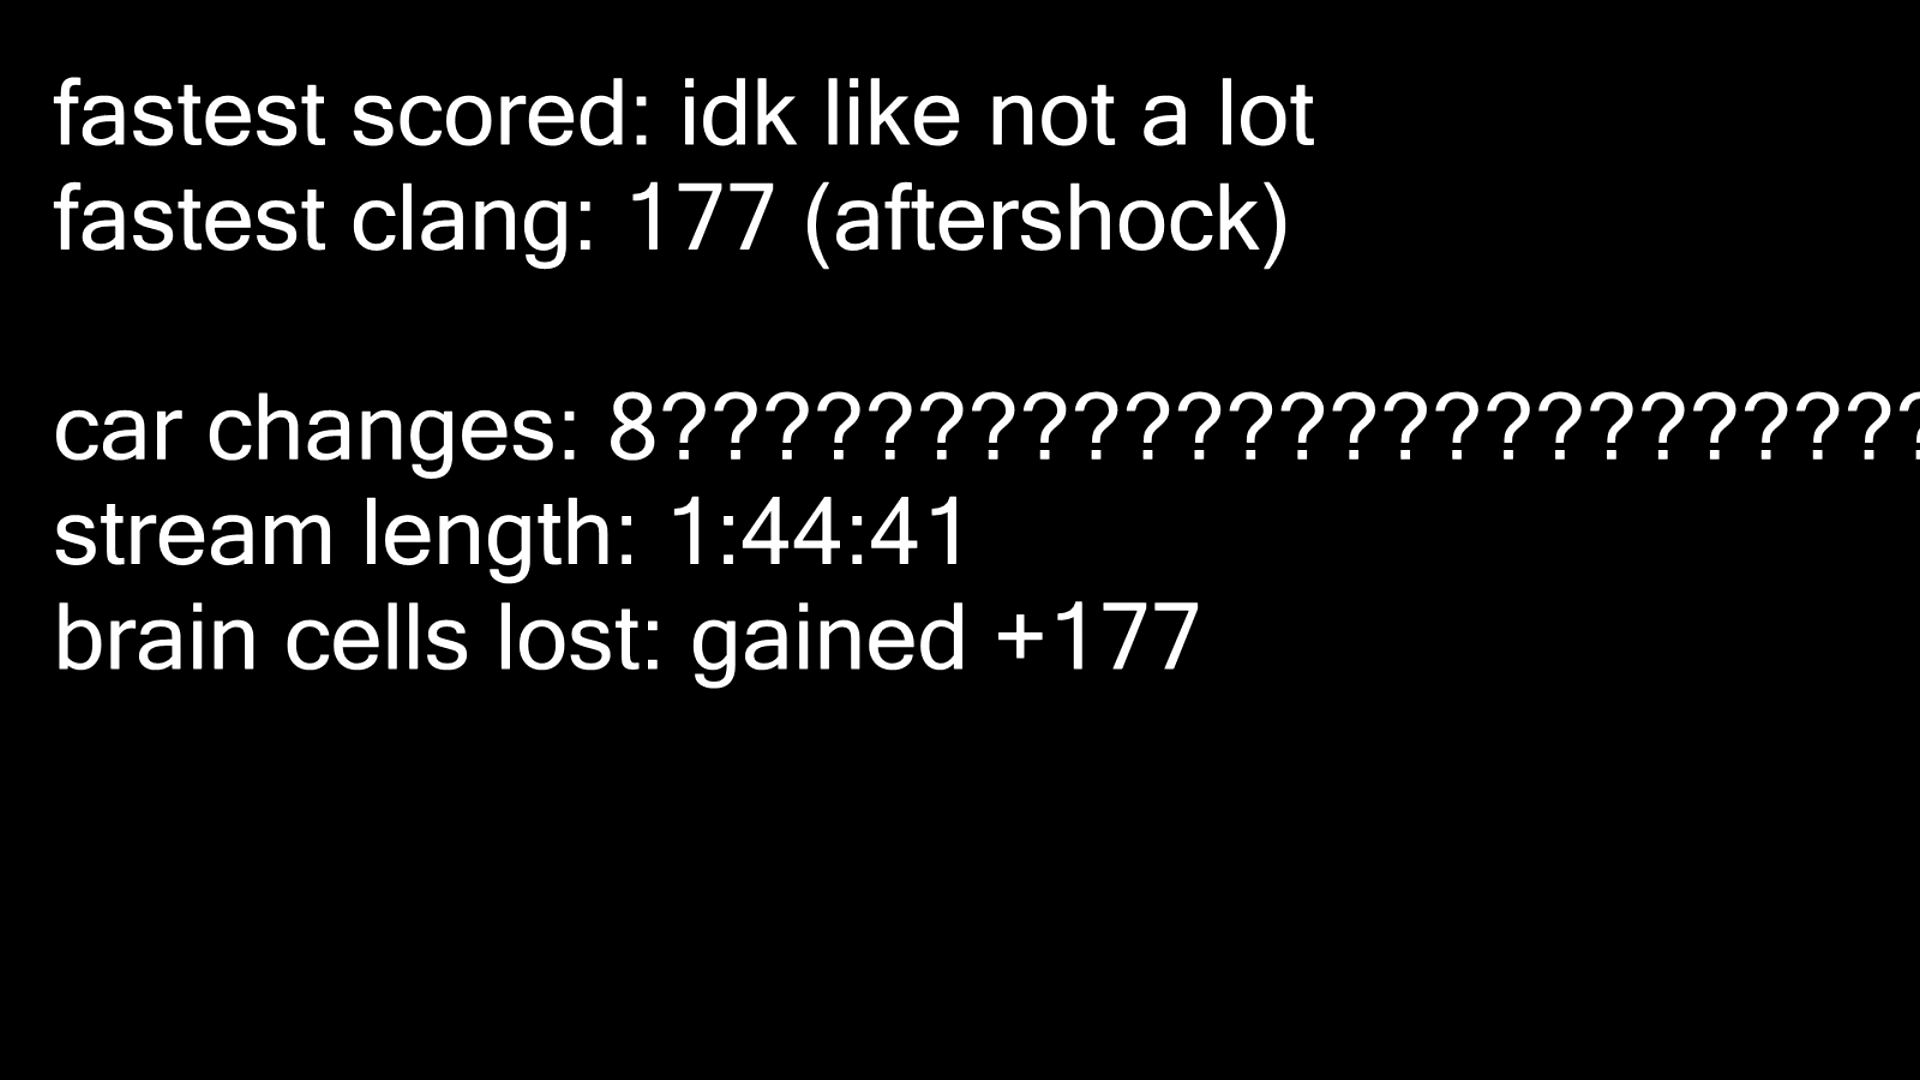 fastest scored: idk like not a lot
fastest clang: 177 (aftershock)
car changes: 8?????????????????????????
stream length: 1:44:41
brain cells lost: gained +177